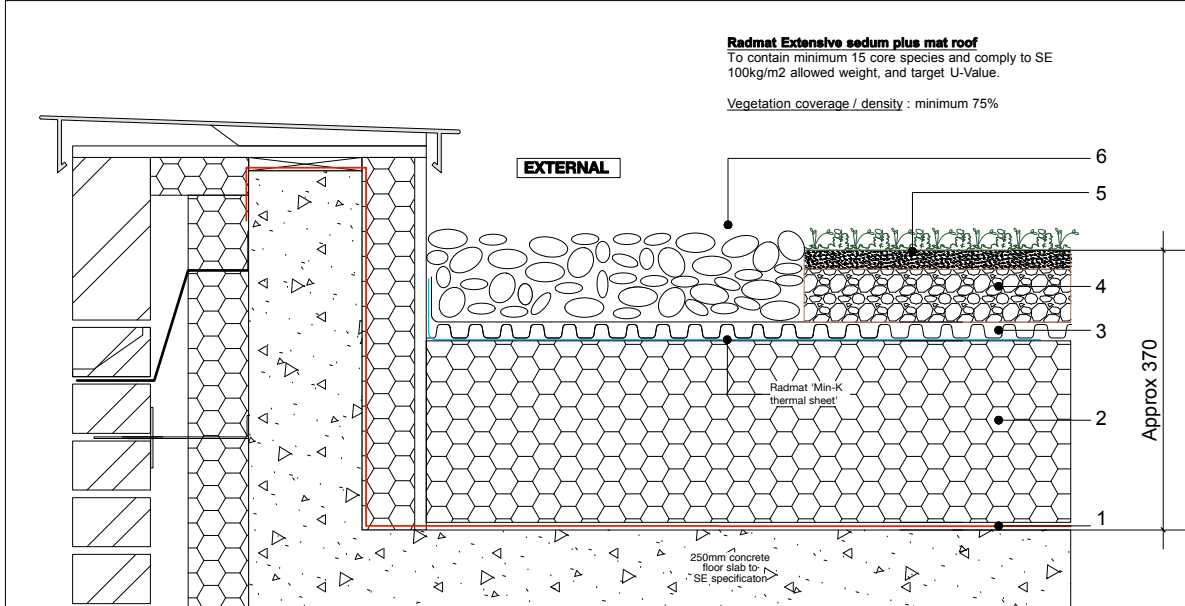 Radmat Extensive sedum plus mat roof
To contain minimum 15 core species and comply to SE
100kg/m2 allowed weight, and target U-Value.
Vegetation coverage / density : minimum 75%
EXTERNAL
6
5
4
3
Radmat 'Min-K
thermal sheet'
2
Approx 370
1
250mm concrete
floor slab to
SE specificaton